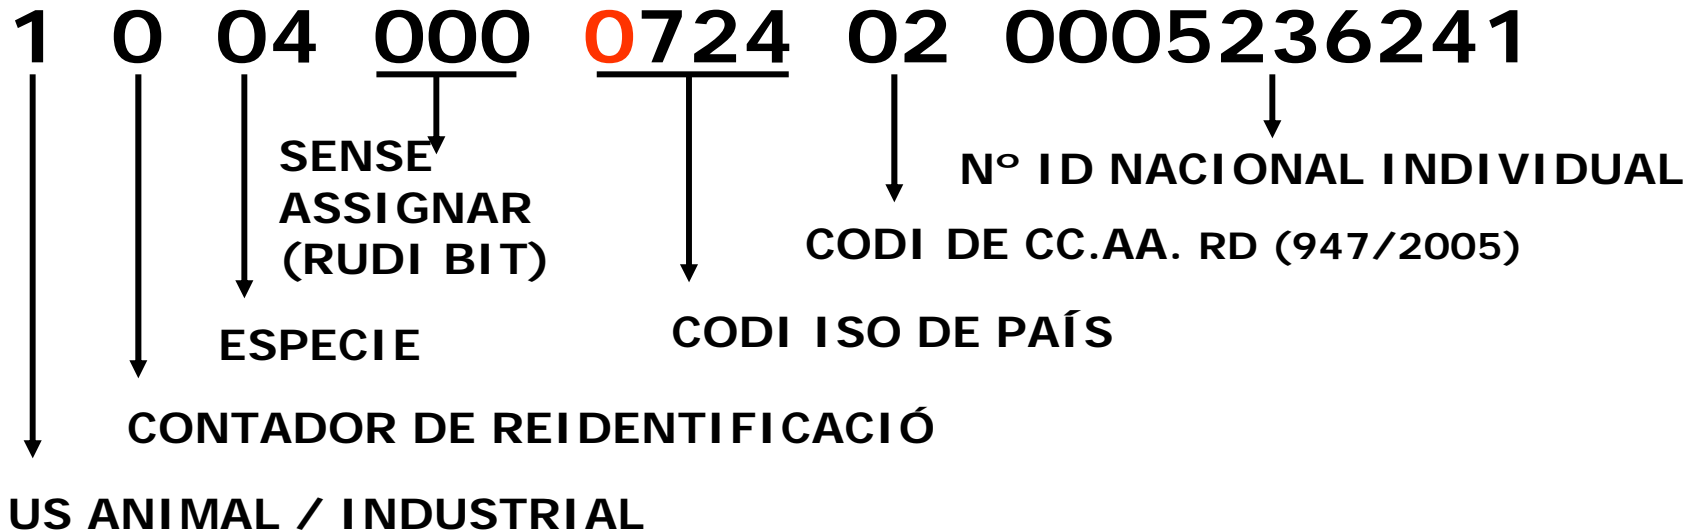 1 0 04 000 0724 02 0005236241
SENSE
ASSIGNAR
(RUDI BIT)
Nº ID NACIONAL INDIVIDUAL
CODI DE CC.AA. RD (947/2005)
ESPECIE
CODI ISO DE PAÍS
CONTADOR DE REIDENTIFICACIÓ
US ANIMAL / INDUSTRIAL